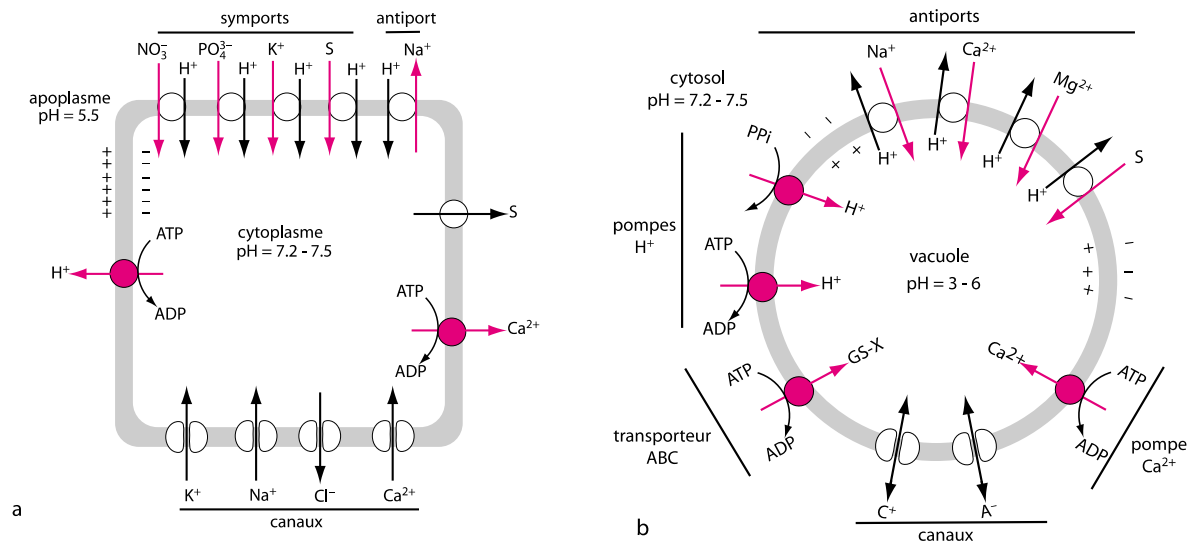 symports
antiport
NO₃⁻
PO₄³⁻
K⁺
S
Na⁺
H⁺
H⁺
H⁺
H⁺
H⁺
apoplasme
pH = 5.5
+ −
+ −
+ −
+ −
+ −
+ −
cytoplasme
pH = 7.2 - 7.5
S
ATP
H⁺
ADP
ATP
Ca²⁺
ADP
K⁺
Na⁺
Cl⁻
Ca²⁺
canaux
a
antiports
cytosol
pH = 7.2 - 7.5
Na⁺
Ca²⁺
Mg²⁺
S
H⁺
H⁺
H⁺
H⁺
− −
+ + +
PPi
H⁺
pompes
H⁺
ATP
H⁺
ADP
vacuole
pH = 3 - 6
+ −
+ −
+ −
ATP
GS-X
ADP
transporteur
ABC
Ca²⁺
ATP
ADP
pompe
Ca²⁺
C⁺
A⁻
canaux
b